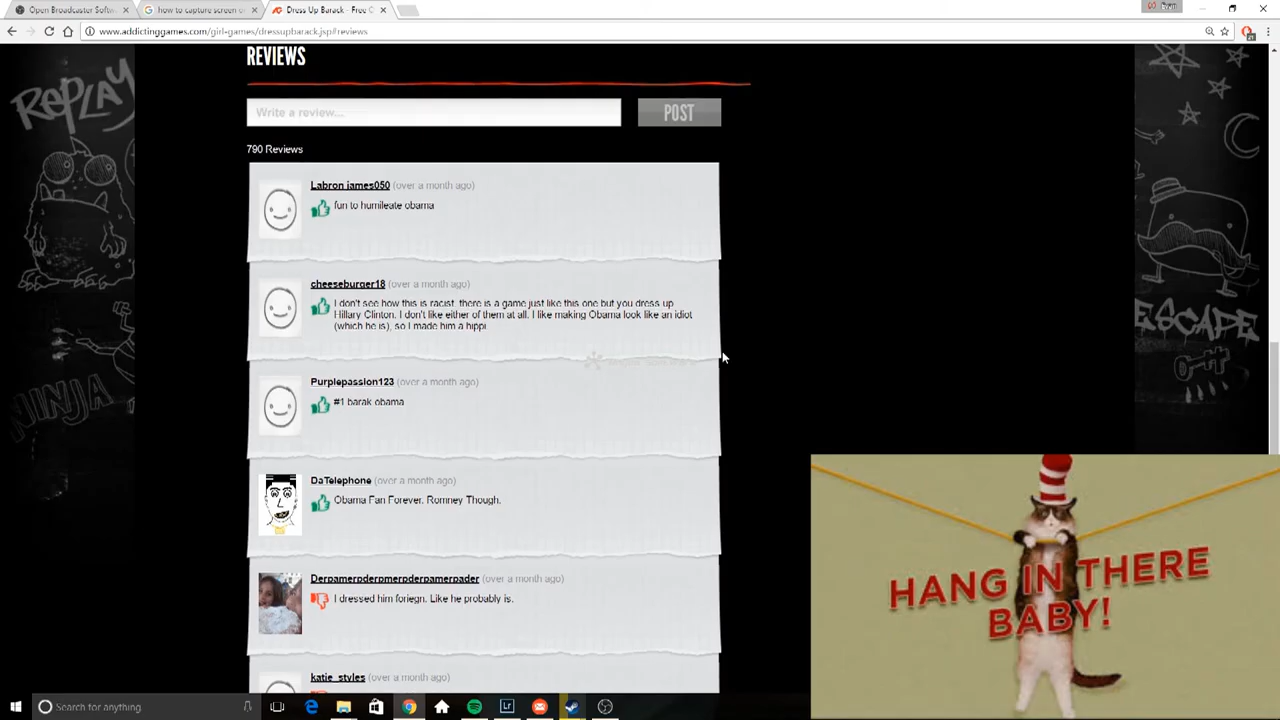 Open Broadcaster Softw
how to capture screen o
Dress Up Barack - Free O
www.addictinggames.com/girl-games/dressupbarack.jsp#reviews
REPLAY
NINJA
ESCAPE
REVIEWS
Write a review...
POST
790 Reviews
Labron james050 (over a month ago)
fun to humileate obama
cheeseburger18 (over a month ago)
I don't see how this is racist. there is a game just like this one but you dress up
Hillary Clinton. I don't like either of them at all. I like making Obama look like an idiot
(which he is), so I made him a hippi.
Purplepassion123 (over a month ago)
#1 barak obama
DaTelephone (over a month ago)
Obama Fan Forever. Romney Though.
Derpamerpderpmerpderpamerpader (over a month ago)
I dressed him foriegn. Like he probably is.
katie_styles (over a month ago)
HANG IN THERE
BABY!
Search for anything.
Lr